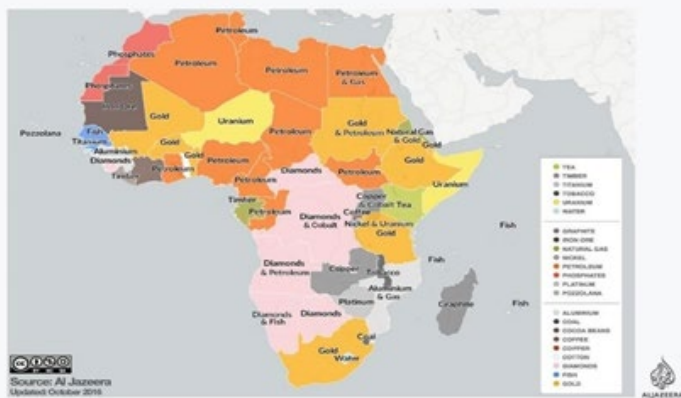 Petroleum
Phosphates
Petroleum
Petroleum
Petroleum
& Gas
Phosphates
Iron Ore
Gold
Uranium
Gold
& Petroleum
Natural Gas
& Gold
Gold
Pozzolana
Fish
Titanium
Gold
Petroleum
Aluminium
Diamonds
Gold
Petroleum
Gold
Timber
Petroleum
Diamonds
Petroleum
Uranium
Petroleum
Timber
Petroleum
Diamonds
& Cobalt
Copper
& Cobalt
Tea
Coffee
Nickel & Uranium
Gold
Fish
Fish
Fish
Fish
Diamonds
& Petroleum
Copper
Tobacco
Aluminium
& Gas
Platinum
Graphite
Diamonds
& Fish
Diamonds
Gold
Coal
Water
TEA
TIMBER
TITANIUM
TOBACCO
URANIUM
WATER
GRAPHITE
IRON ORE
NATURAL GAS
NICKEL
PETROLEUM
PHOSPHATES
PLATINUM
POZZOLANA
ALUMINIUM
COAL
COCOA BEANS
COFFEE
COPPER
COTTON
DIAMONDS
FISH
GOLD
Source: Al Jazeera
Updated: October 2016
ALJAZEERA